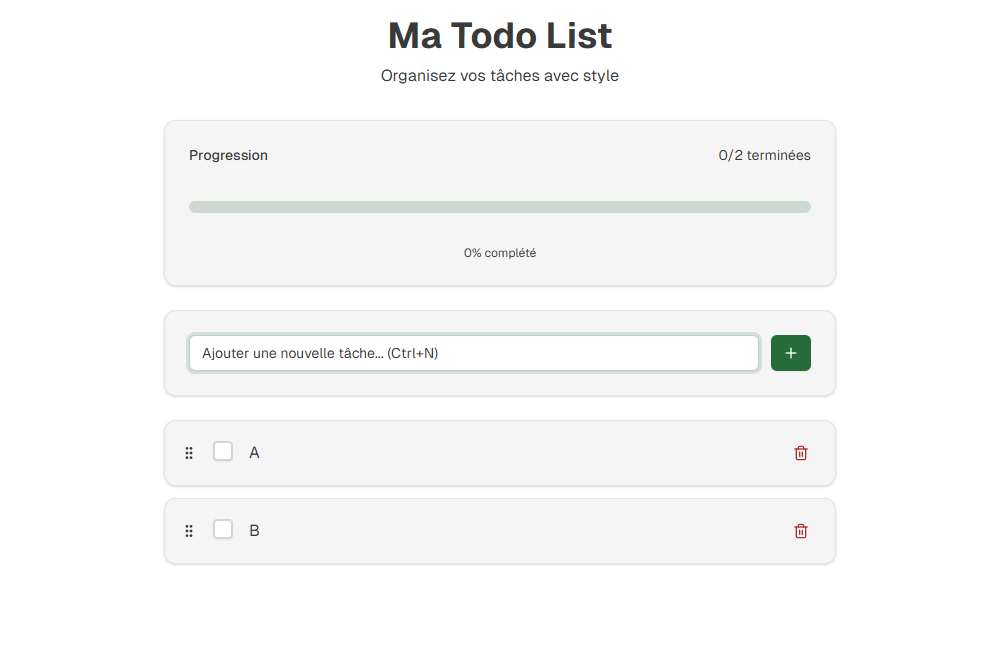 Ma Todo List
Organisez vos tâches avec style
Progression
0/2 terminées
0% complété
Ajouter une nouvelle tâche... (Ctrl+N)
A
B